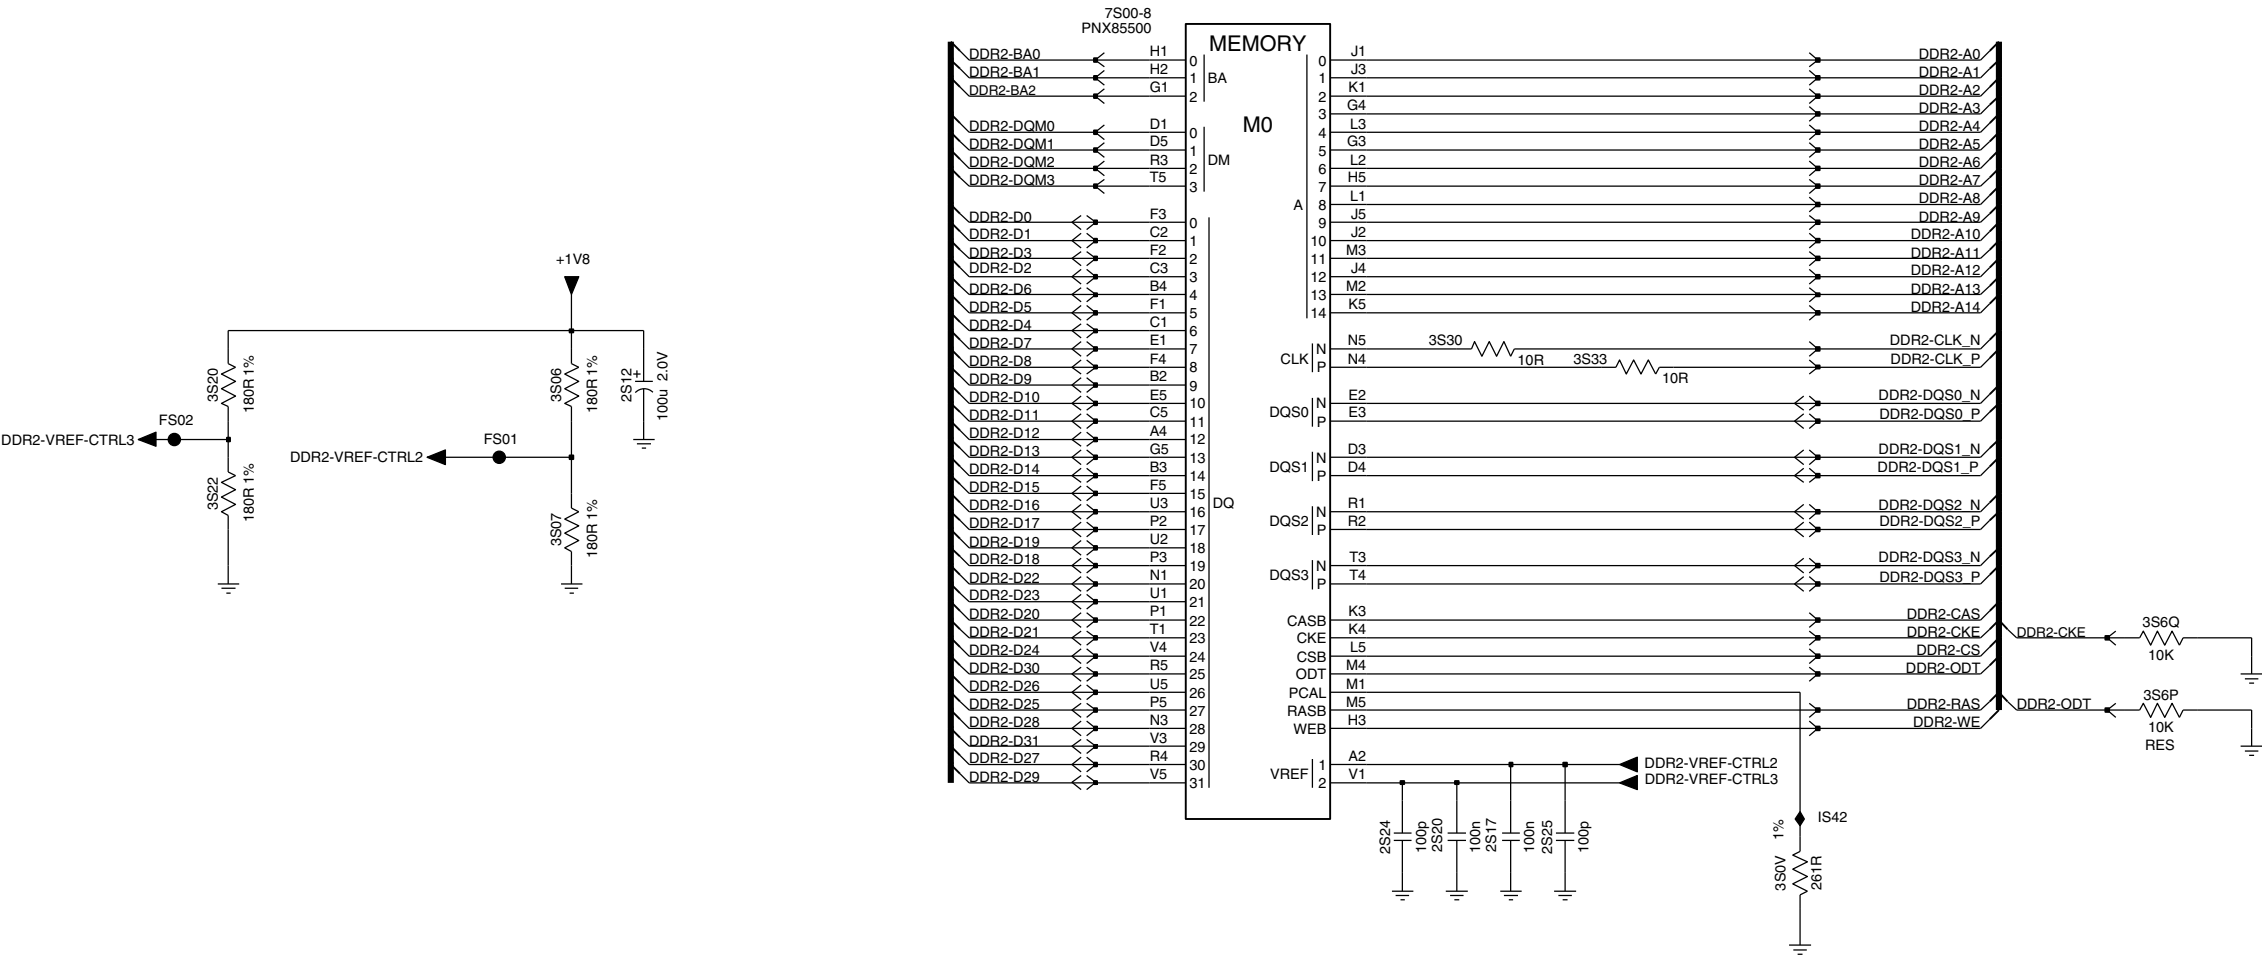 7S00-8
PNX85500
MEMORY
M0
DDR2-BA0 H1 0
DDR2-BA1 H2 1 BA
DDR2-BA2 G1 2
DDR2-DQM0 D1 0
DDR2-DQM1 D5 1
DM
DDR2-DQM2 R3 2
DDR2-DQM3 T5 3
DDR2-D0 F3 0
DDR2-D1 C2 1
DDR2-D3 F2 2
DDR2-D2 C3 3
DDR2-D6 B4 4
DDR2-D5 F1 5
DDR2-D4 C1 6
DDR2-D7 E1 7
DDR2-D8 F4 8
DDR2-D9 B2 9
DDR2-D10 E5 10
DDR2-D11 C5 11
DDR2-D12 A4 12
DDR2-D13 G5 13
DDR2-D14 B3 14
DDR2-D15 F5 15
DQ
DDR2-D16 U3 16
DDR2-D17 P2 17
DDR2-D19 U2 18
DDR2-D18 P3 19
DDR2-D22 N1 20
DDR2-D23 U1 21
DDR2-D20 P1 22
DDR2-D21 T1 23
DDR2-D24 V4 24
DDR2-D30 R5 25
DDR2-D26 U5 26
DDR2-D25 P5 27
DDR2-D28 N3 28
DDR2-D31 V3 29
DDR2-D27 R4 30
DDR2-D29 V5 31
0 J1 DDR2-A0
1 J3 DDR2-A1
2 K1 DDR2-A2
3 G4 DDR2-A3
4 L3 DDR2-A4
5 G3 DDR2-A5
6 L2 DDR2-A6
7 H5 DDR2-A7
A 8 L1 DDR2-A8
9 J5 DDR2-A9
10 J2 DDR2-A10
11 M3 DDR2-A11
12 J4 DDR2-A12
13 M2 DDR2-A13
14 K5 DDR2-A14
CLK N N5 3S30 10R DDR2-CLK_N
P N4 3S33 10R DDR2-CLK_P
DQS0 N E2 DDR2-DQS0_N
P E3 DDR2-DQS0_P
DQS1 N D3 DDR2-DQS1_N
P D4 DDR2-DQS1_P
DQS2 N R1 DDR2-DQS2_N
P R2 DDR2-DQS2_P
DQS3 N T3 DDR2-DQS3_N
P T4 DDR2-DQS3_P
CASB K3 DDR2-CAS
CKE K4 DDR2-CKE
CSB L5 DDR2-CS
ODT M4 DDR2-ODT
PCAL M1
RASB M5 DDR2-RAS
WEB H3 DDR2-WE
VREF 1 A2 DDR2-VREF-CTRL2
2 V1 DDR2-VREF-CTRL3
2S24 100p
2S20 100n
2S17 100n
2S25 100p
IS42
3S0V 1%
261R
DDR2-CKE 3S6Q
10K
DDR2-ODT 3S6P
10K
RES
+1V8
3S20
180R 1%
3S06
180R 1%
2S12 +
100u 2.0V
FS02
DDR2-VREF-CTRL3
FS01
DDR2-VREF-CTRL2
3S22
180R 1%
3S07
180R 1%